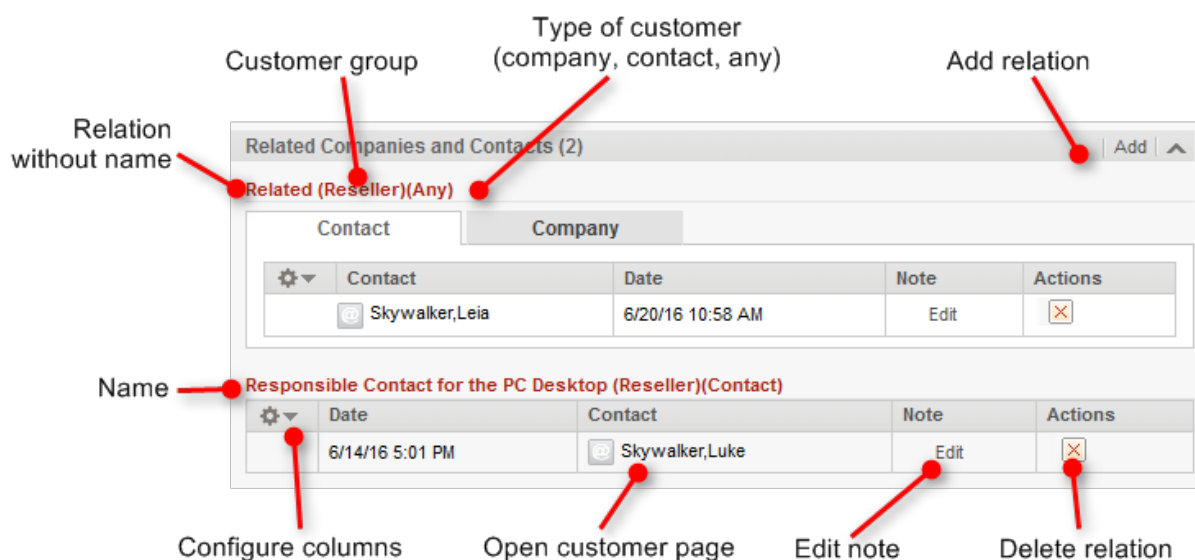 Type of customer
(company, contact, any)
Customer group
Add relation
Relation
without name
Related Companies and Contacts (2)
Add
Related (Reseller)(Any)
Contact Company
Contact Date Note Actions
Skywalker,Leia 6/20/16 10:58 AM Edit
Name
Responsible Contact for the PC Desktop (Reseller)(Contact)
Date Contact Note Actions
6/14/16 5:01 PM Skywalker,Luke Edit
Configure columns Open customer page Edit note Delete relation